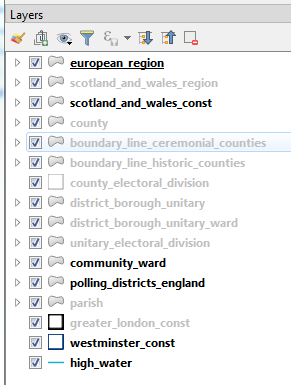 Layers
european_region
scotland_and_wales_region
scotland_and_wales_const
county
boundary_line_ceremonial_counties
boundary_line_historic_counties
county_electoral_division
district_borough_unitary
district_borough_unitary_ward
unitary_electoral_division
community_ward
polling_districts_england
parish
greater_london_const
westminster_const
high_water